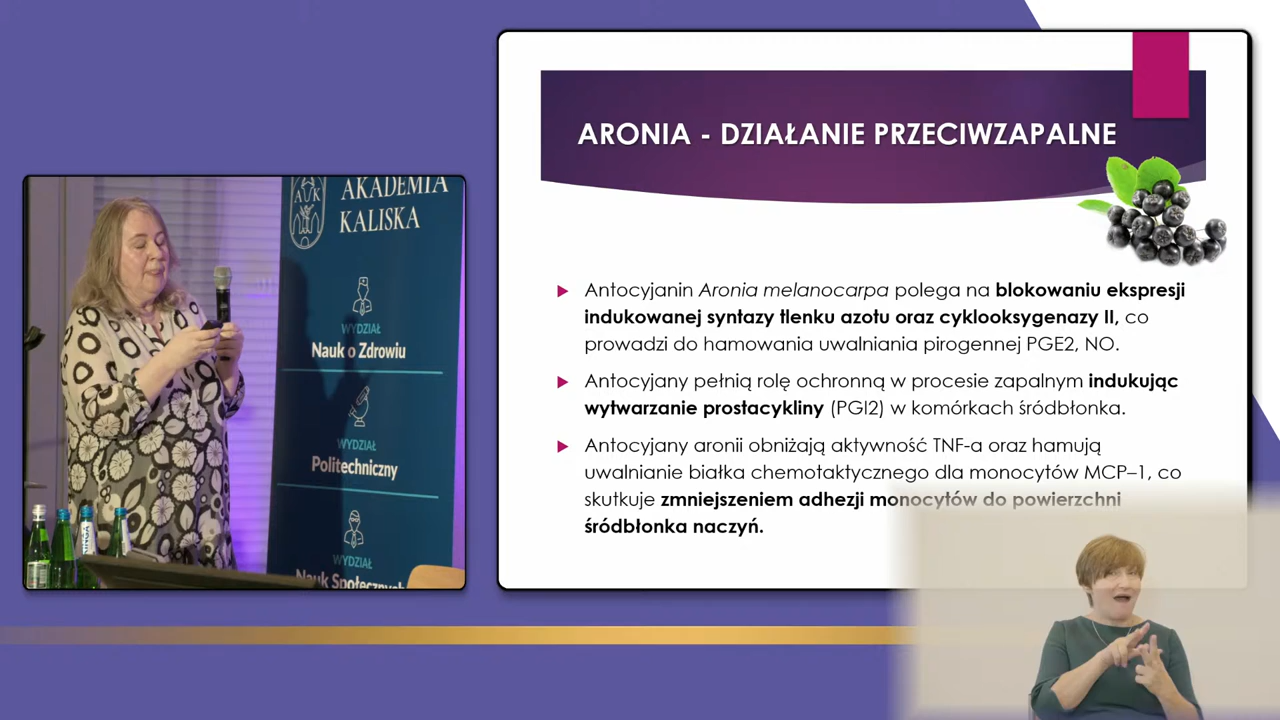 AUK
AKADEMIA
KALISKA
WYDZIAŁ
Nauk o Zdrowiu
WYDZIAŁ
Politechniczny
WYDZIAŁ
Nauk Społecznych
KINGA
ARONIA - DZIAŁANIE PRZECIWZAPALNE
Antocyjanin Aronia melanocarpa polega na blokowaniu ekspresji
indukowanej syntazy tlenku azotu oraz cyklooksygenazy II, co
prowadzi do hamowania uwalniania pirogennej PGE2, NO.
Antocyjany pełnią rolę ochronną w procesie zapalnym indukując
wytwarzanie prostacykliny (PGI2) w komórkach śródbłonka.
Antocyjany aronii obniżają aktywność TNF-a oraz hamują
uwalnianie białka chemotaktycznego dla monocytów MCP–1, co
skutkuje zmniejszeniem adhezji monocytów do powierzchni
śródbłonka naczyń.